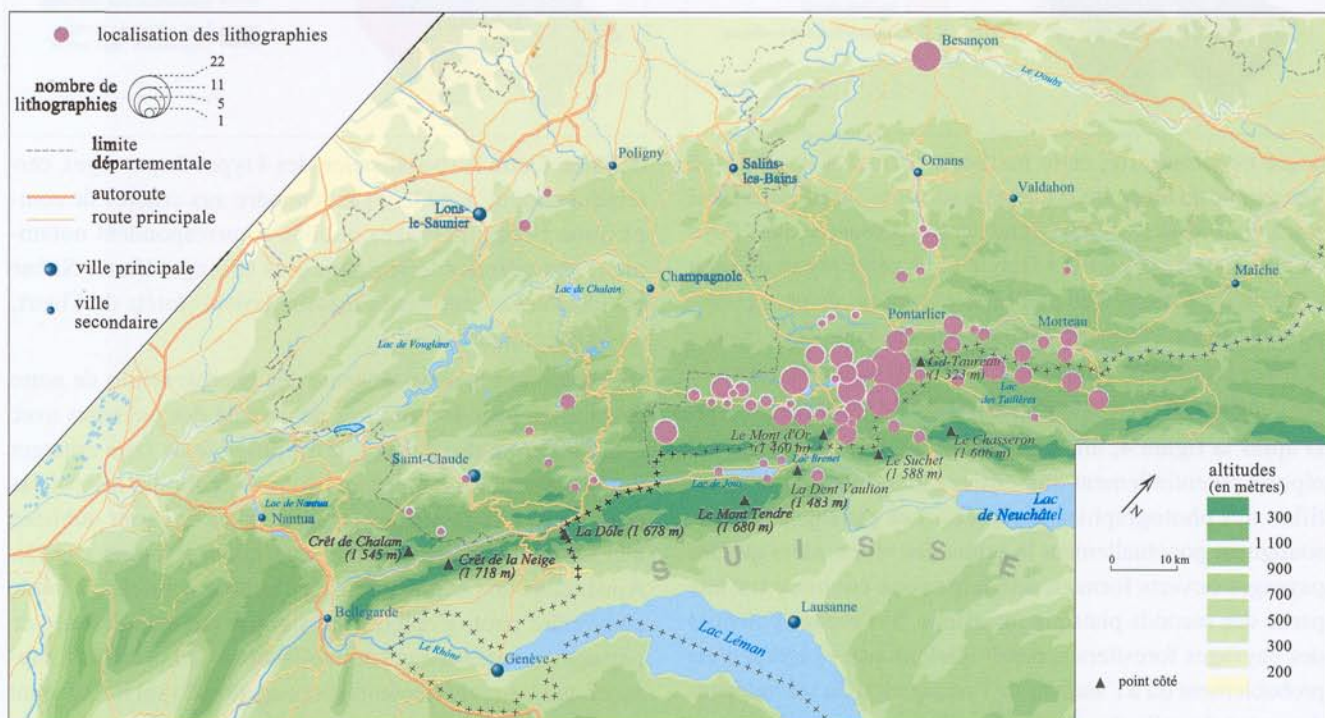 localisation des lithographies
nombre de
lithographies
22
11
5
1
limite
départementale
autoroute
route principale
ville principale
ville
secondaire
Besançon
Le Doubs
Poligny
Salins-
les-Bains
Ornans
Valdahon
Lons-
le-Saunier
Champagnole
Lac de Chalain
Maîche
Pontarlier
Morteau
Lac de Vouglans
Gd-Taureau
(1 323 m)
Lac
des Taillères
Le Mont d'Or
(1 460 m)
Le Chasseron
(1 606 m)
Saint-Claude
Lac Brenet
Le Suchet
(1 588 m)
Lac de Joux
La Dent Vaulion
(1 483 m)
Lac de Nantua
Nantua
Le Mont Tendre
(1 680 m)
Lac
de Neuchâtel
La Dôle (1 678 m)
Crêt de Chalam
(1 545 m)
Crêt de la Neige
(1 718 m)
SUISSE
Bellegarde
Lausanne
Lac Léman
Le Rhône
Genève
altitudes
(en mètres)
1 300
1 100
900
700
500
300
200
point côté
N
0 10 km